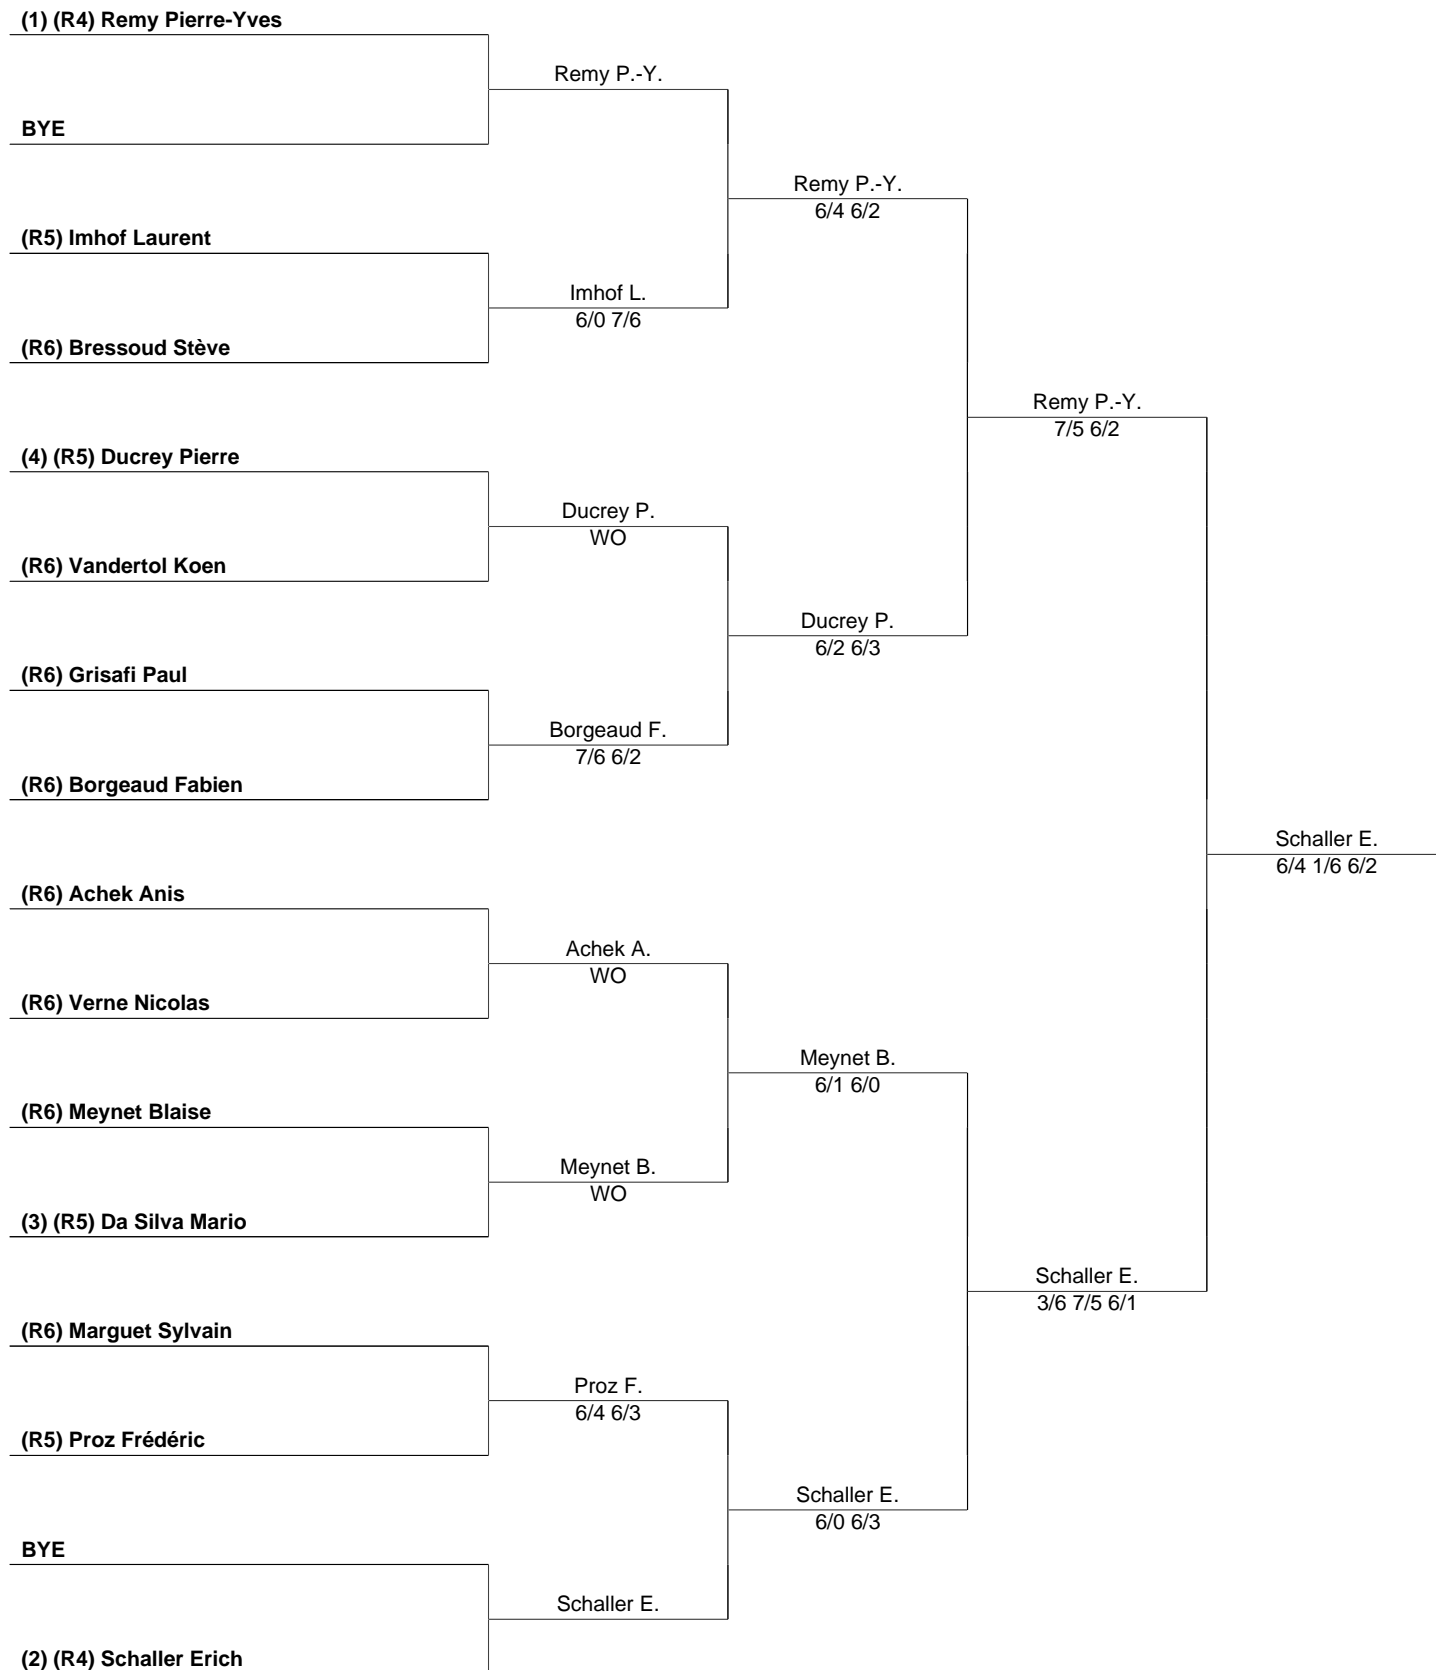 (1) (R4) Remy Pierre-Yves
Remy P.-Y.
BYE
Remy P.-Y.
6/4 6/2
(R5) Imhof Laurent
Imhof L.
6/0 7/6
(R6) Bressoud Stève
Remy P.-Y.
7/5 6/2
(4) (R5) Ducrey Pierre
Ducrey P.
WO
(R6) Vandertol Koen
Ducrey P.
6/2 6/3
(R6) Grisafi Paul
Borgeaud F.
7/6 6/2
(R6) Borgeaud Fabien
Schaller E.
6/4 1/6 6/2
(R6) Achek Anis
Achek A.
WO
(R6) Verne Nicolas
Meynet B.
6/1 6/0
(R6) Meynet Blaise
Meynet B.
WO
(3) (R5) Da Silva Mario
Schaller E.
3/6 7/5 6/1
(R6) Marguet Sylvain
Proz F.
6/4 6/3
(R5) Proz Frédéric
Schaller E.
6/0 6/3
BYE
Schaller E.
(2) (R4) Schaller Erich